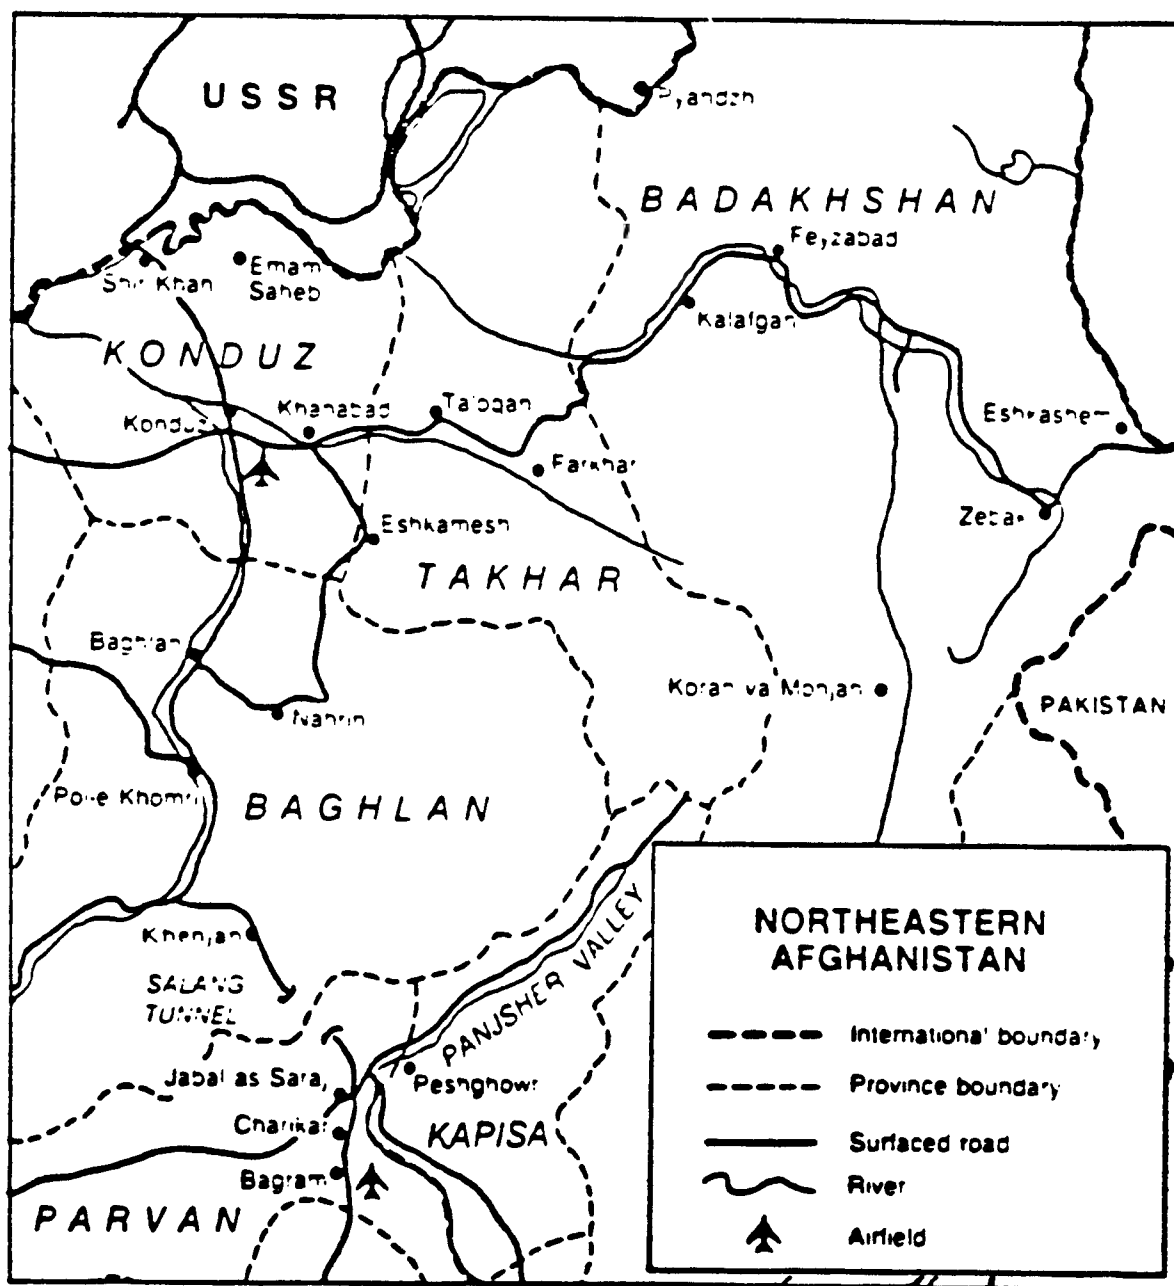 USSR
Pyandzh
BADAKHSHAN
Feyzabad
Shir Khan
Emam
Saheb
Kalafgan
KONDUZ
Khanabad
Taloqan
Eshkashem
Konduz
Farkhar
Zebak
Eshkamesh
TAKHAR
Baghlan
Koran va Monjan
PAKISTAN
Nahrin
Pol-e Khomri
BAGHLAN
PANJSHER VALLEY
Khenjan
SALANG
TUNNEL
Jabal as Saraj
Peshghowr
Charikar
KAPISA
Bagram
PARVAN
NORTHEASTERN
AFGHANISTAN
International boundary
Province boundary
Surfaced road
River
Airfield